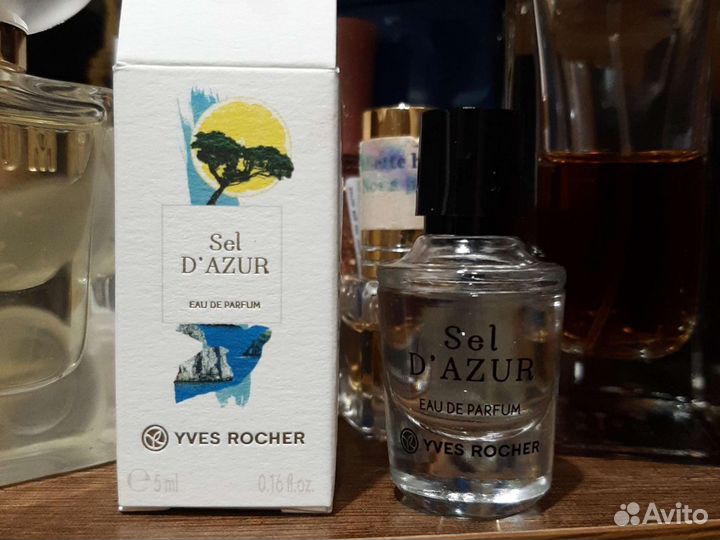 Sel
D'AZUR
EAU DE PARFUM
YVES ROCHER
℮ 5 ml 0.16 fl.oz.
Sel
D'AZUR
EAU DE PARFUM
YVES ROCHER
UM
Avito